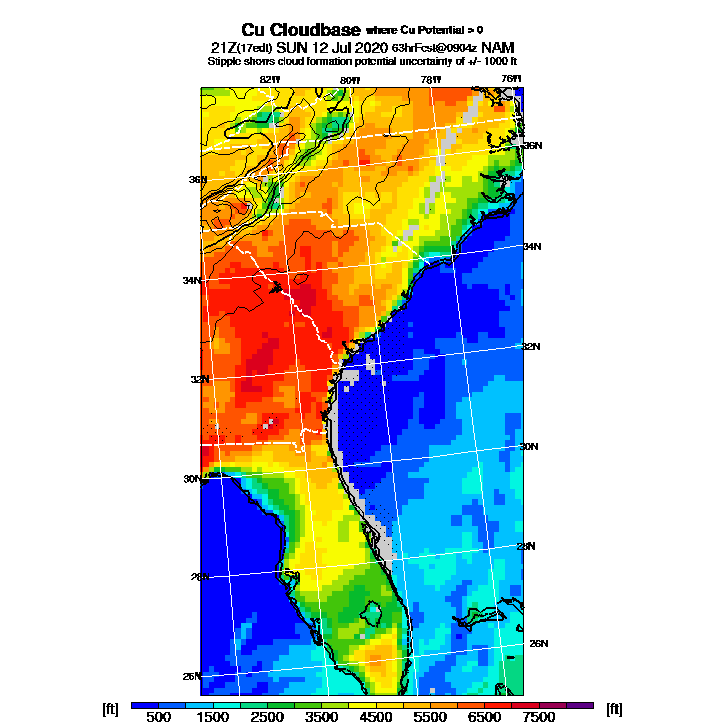 Cu Cloudbase where Cu Potential > 0
21Z(17edt) SUN 12 Jul 2020 63hrFcst@0904z NAM
Stipple shows cloud formation potential uncertainty of +/- 1000 ft
82W 80W 78W 76W
36N
36N
34N
34N
32N
32N
30N
30N
28N
28N
26N
26N
[ft] 500 1500 2500 3500 4500 5500 6500 7500 [ft]